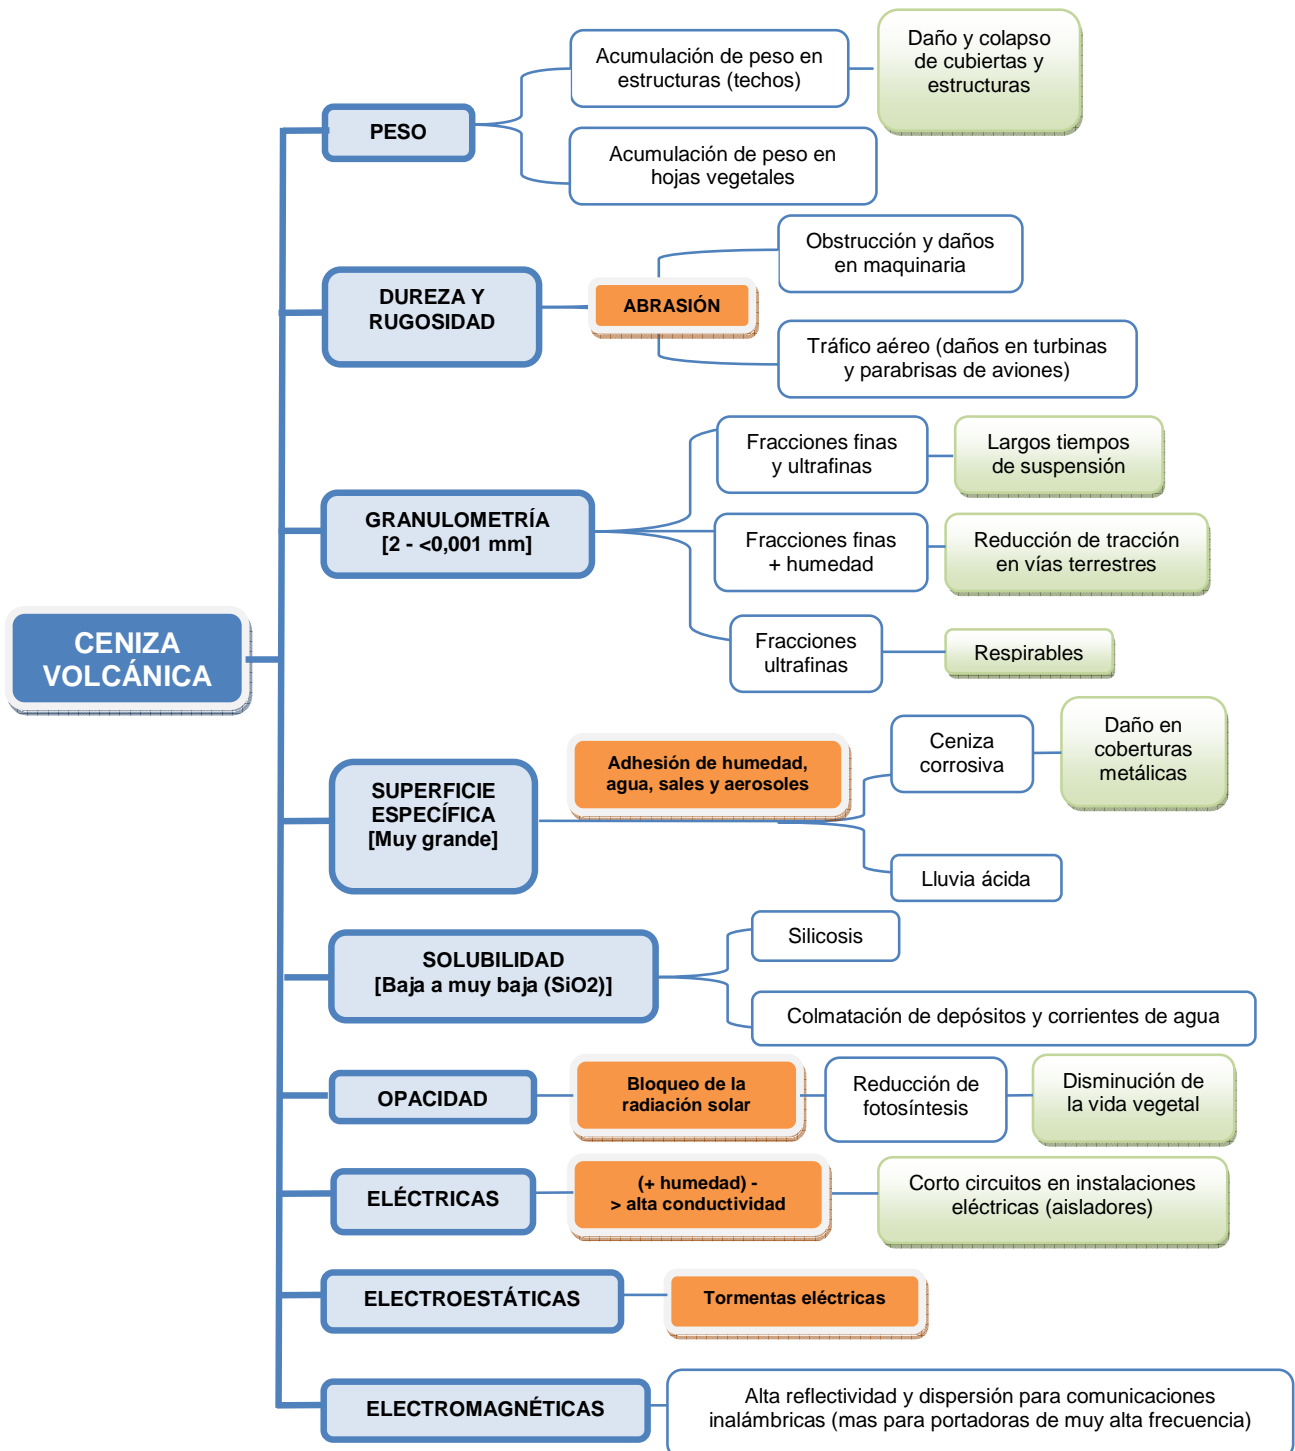 Acumulación de peso en
estructuras (techos)
Daño y colapso
de cubiertas y
estructuras
PESO
Acumulación de peso en
hojas vegetales
Obstrucción y daños
en maquinaria
DUREZA Y
RUGOSIDAD
ABRASIÓN
Tráfico aéreo (daños en turbinas
y parabrisas de aviones)
Fracciones finas
y ultrafinas
Largos tiempos
de suspensión
GRANULOMETRÍA
[2 - <0,001 mm]
Fracciones finas
+ humedad
Reducción de tracción
en vías terrestres
Fracciones
ultrafinas
Respirables
CENIZA
VOLCÁNICA
SUPERFICIE
ESPECÍFICA
[Muy grande]
Adhesión de humedad,
agua, sales y aerosoles
Ceniza
corrosiva
Daño en
coberturas
metálicas
Lluvia ácida
SOLUBILIDAD
[Baja a muy baja (SiO2)]
Silicosis
Colmatación de depósitos y corrientes de agua
OPACIDAD
Bloqueo de la
radiación solar
Reducción de
fotosíntesis
Disminución de
la vida vegetal
ELÉCTRICAS
(+ humedad) -
> alta conductividad
Corto circuitos en instalaciones
eléctricas (aisladores)
ELECTROESTÁTICAS
Tormentas eléctricas
ELECTROMAGNÉTICAS
Alta reflectividad y dispersión para comunicaciones
inalámbricas (mas para portadoras de muy alta frecuencia)